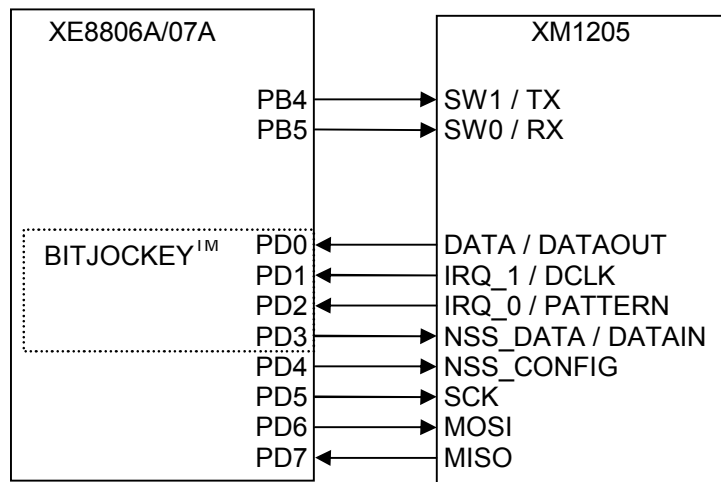 XE8806A/07A
XM1205
PB4 SW1 / TX
PB5 SW0 / RX
BITJOCKEY™
PD0 DATA / DATAOUT
PD1 IRQ_1 / DCLK
PD2 IRQ_0 / PATTERN
PD3 NSS_DATA / DATAIN
PD4 NSS_CONFIG
PD5 SCK
PD6 MOSI
PD7 MISO